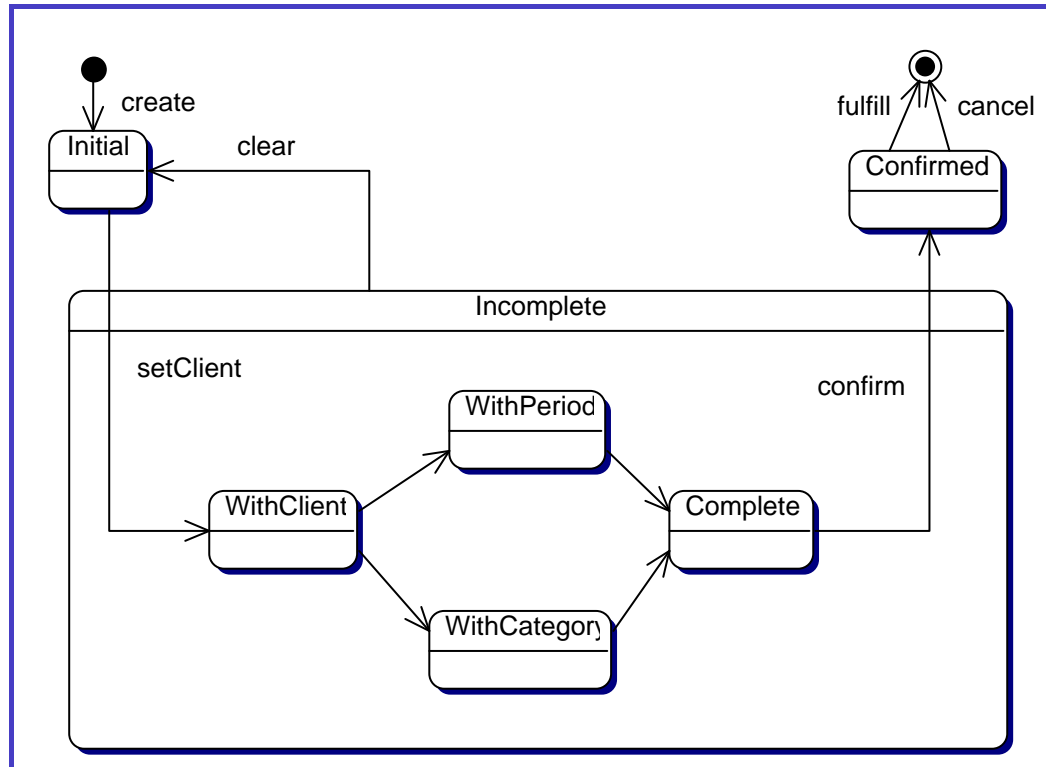 create
fulfill
cancel
Initial
clear
Confirmed
Incomplete
setClient
confirm
WithPeriod
WithClient
Complete
WithCategory